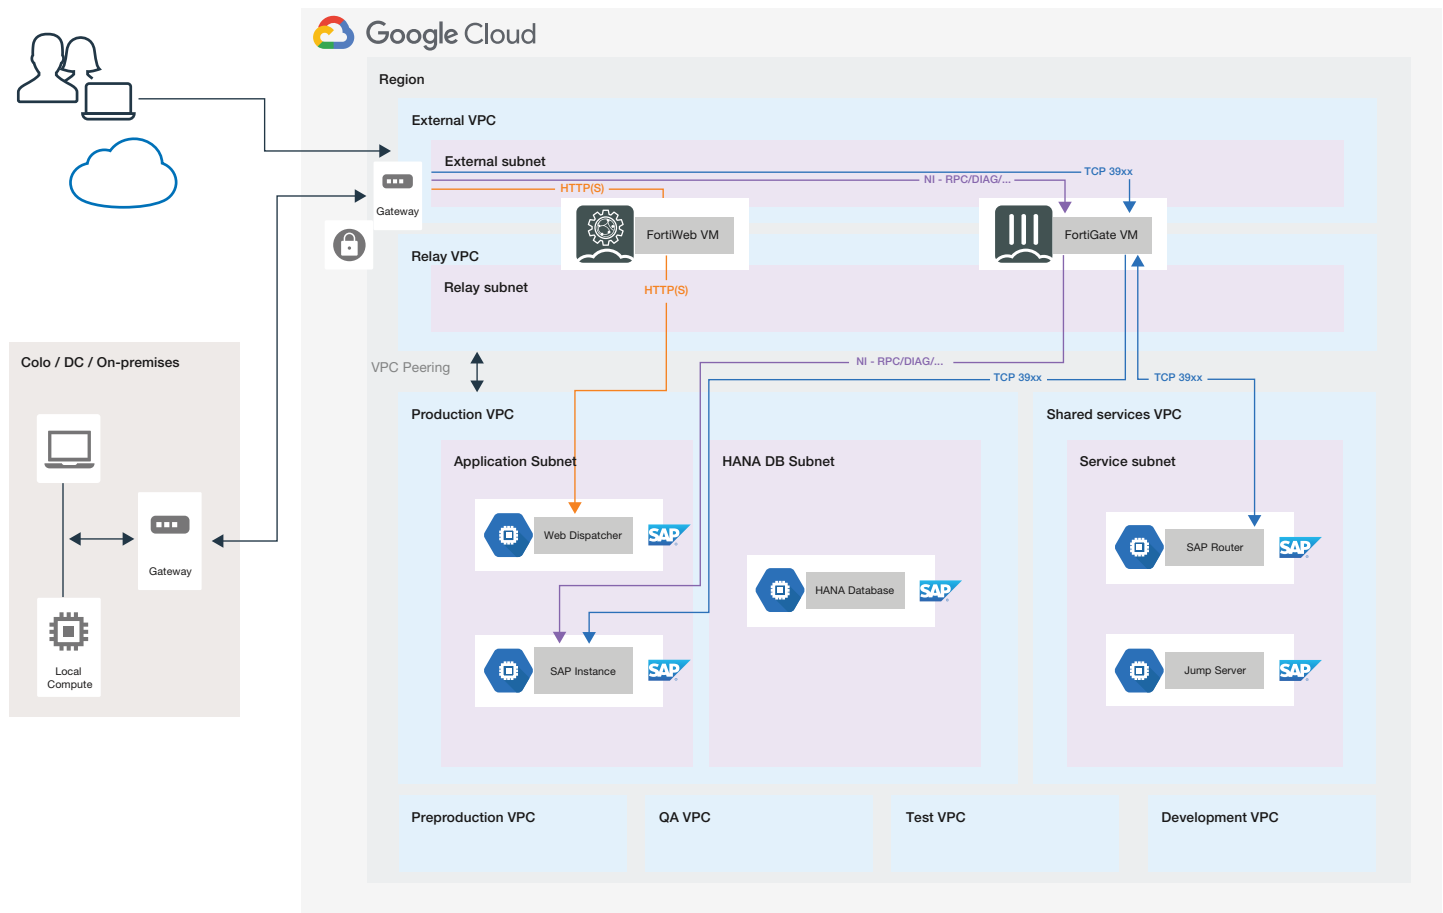 Google Cloud
Region
External VPC
External subnet
TCP 39xx
NI - RPC/DIAG/...
HTTP(S)
Gateway
FortiWeb VM
FortiGate VM
Relay VPC
Relay subnet
HTTP(S)
Colo / DC / On-premises
VPC Peering
NI - RPC/DIAG/...
TCP 39xx
TCP 39xx
Production VPC
Shared services VPC
Application Subnet
HANA DB Subnet
Service subnet
Web Dispatcher
SAP
SAP Router
SAP
Gateway
HANA Database
SAP
Local
Compute
SAP Instance
SAP
Jump Server
SAP
Preproduction VPC
QA VPC
Test VPC
Development VPC